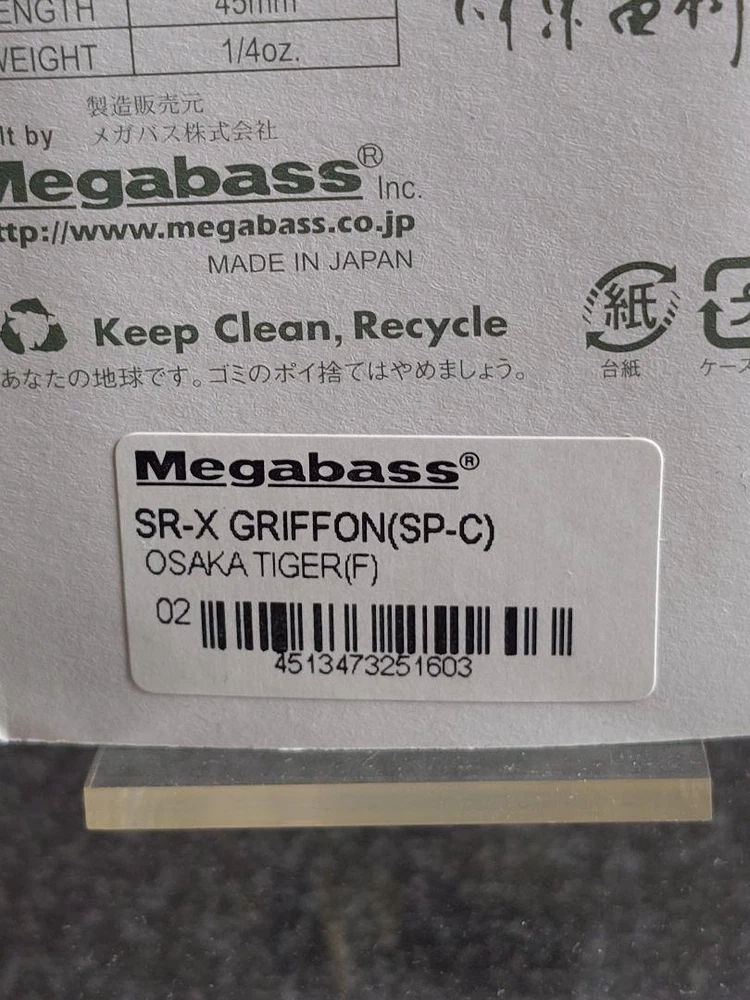 ENGTH 45mm
WEIGHT 1/4oz.
製造販売元
lt by メガバス株式会社
Megabass® Inc.
ttp://www.megabass.co.jp
MADE IN JAPAN
Keep Clean, Recycle
あなたの地球です。ゴミのポイ捨てはやめましょう。
紙
台紙
プ
ケース
Megabass®
SR-X GRIFFON(SP-C)
OSAKA TIGER(F)
02
4513473251603